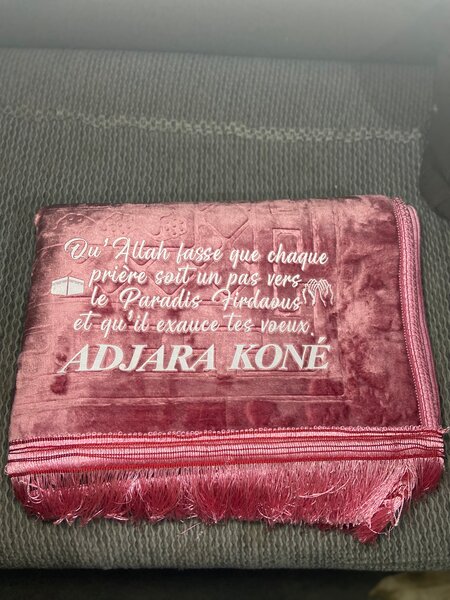 Qu'Allah fasse que chaque
prière soit un pas vers
le Paradis Firdaous
et qu'il exauce tes voeux.
ADJARA KONÉ